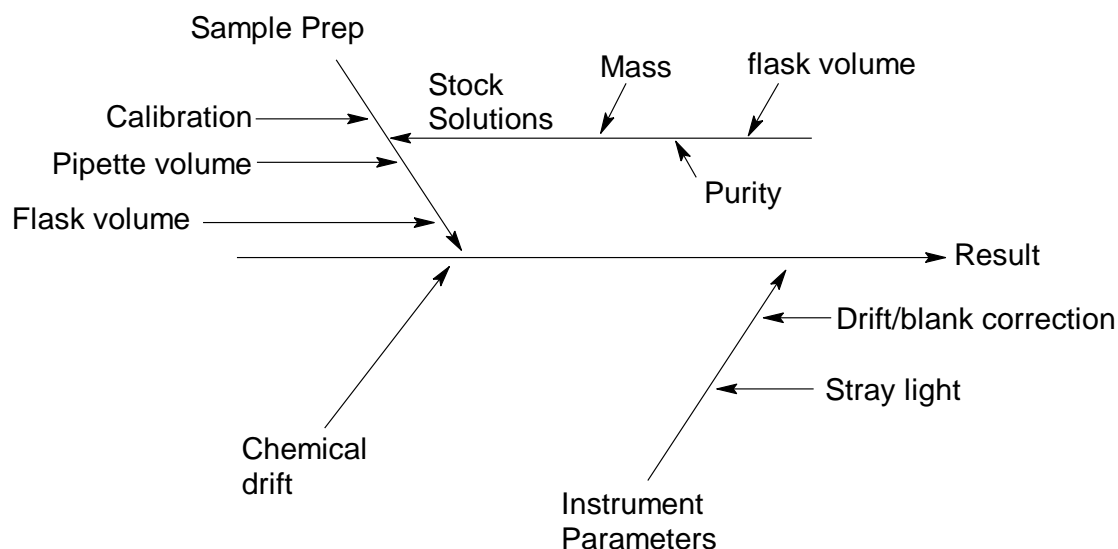 Sample Prep
Mass
flask volume
Stock
Solutions
Calibration
Pipette volume
Purity
Flask volume
Result
Drift/blank correction
Stray light
Chemical
drift
Instrument
Parameters